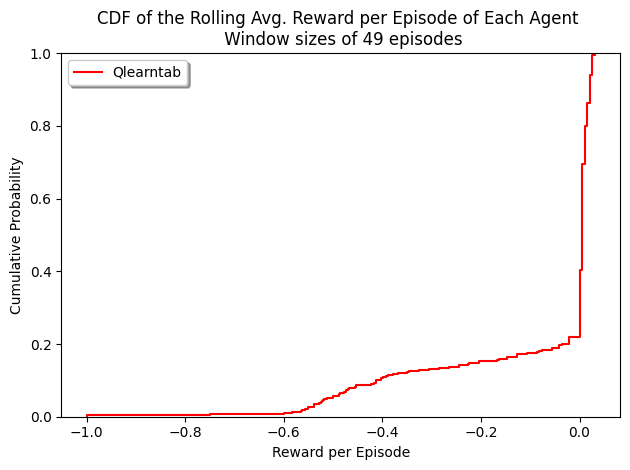 CDF of the Rolling Avg. Reward per Episode of Each Agent
Window sizes of 49 episodes
Qlearntab
1.0
0.8
0.6
0.4
0.2
0.0
Cumulative Probability
−1.0 −0.8 −0.6 −0.4 −0.2 0.0
Reward per Episode